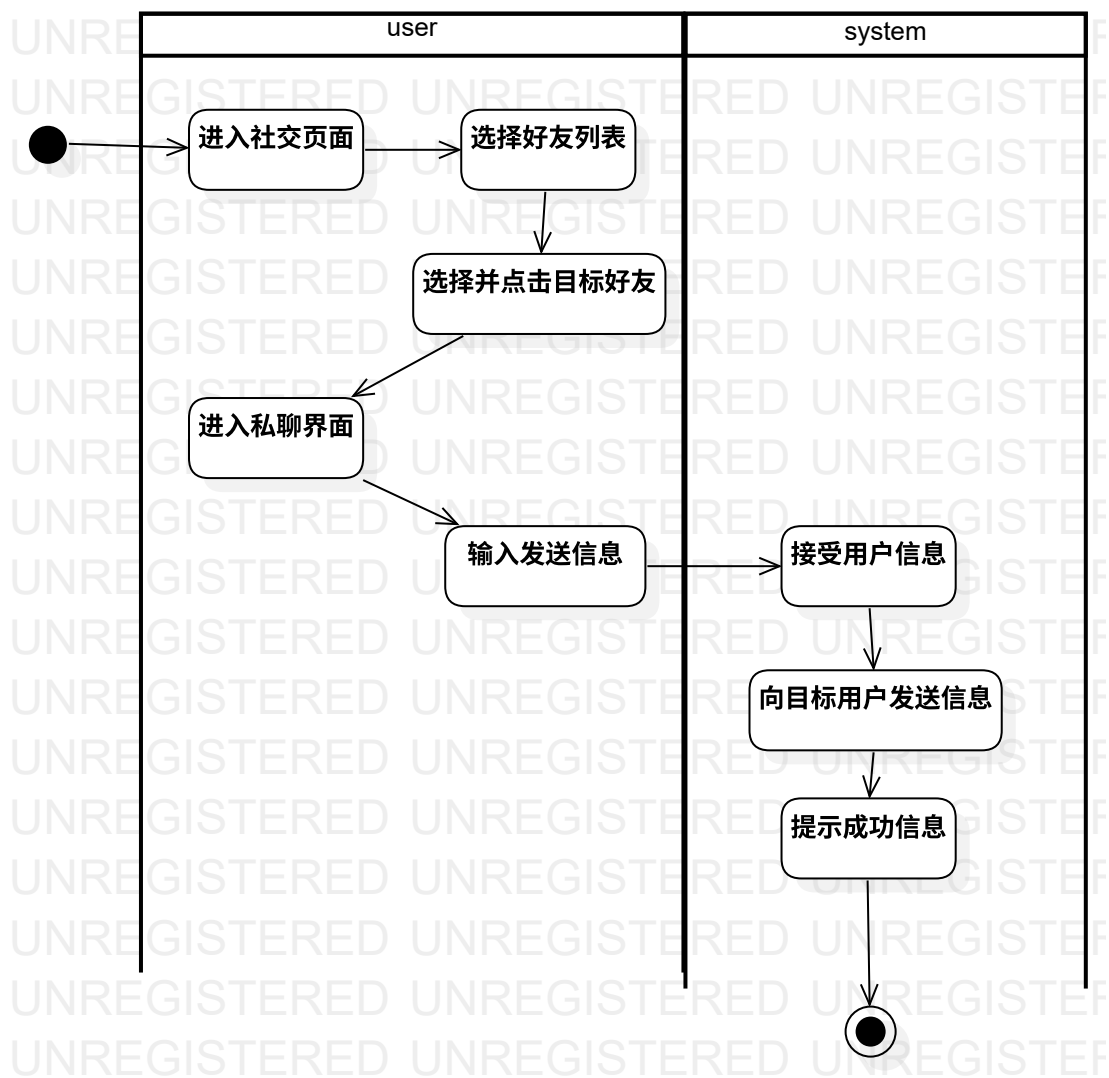 user
system
进入社交页面
选择好友列表
选择并点击目标好友
进入私聊界面
输入发送信息
接受用户信息
向目标用户发送信息
提示成功信息
UNREGISTERED